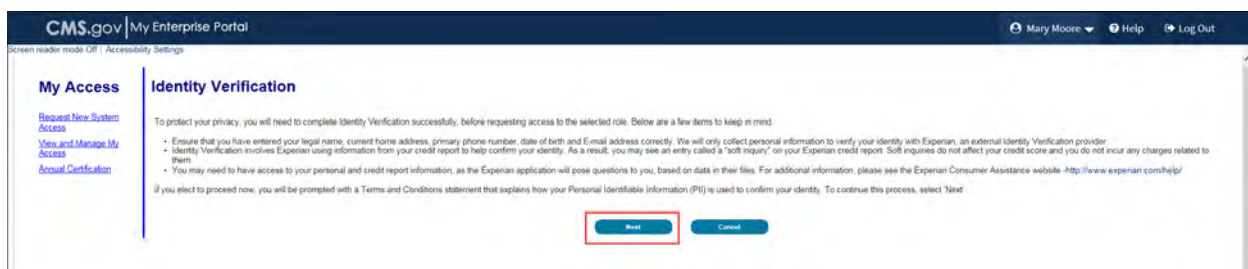 CMS.gov | My Enterprise Portal
Mary Moore
Help
Log Out
Screen reader mode Off | Accessibility Settings
My Access
Request New System
Access
View and Manage My
Access
Annual Certification
Identity Verification
To protect your privacy, you will need to complete Identity Verification successfully, before requesting access to the selected role. Below are a few items to keep in mind.
• Ensure that you have entered your legal name, current home address, primary phone number, date of birth and E-mail address correctly. We will only collect personal information to verify your identity with Experian, an external Identity Verification provider.
• Identity Verification involves Experian using information from your credit report to help confirm your identity. As a result, you may see an entry called a "soft inquiry" on your Experian credit report. Soft inquiries do not affect your credit score and you do not incur any charges related to
them.
• You may need to have access to your personal and credit report information, as the Experian application will pose questions to you, based on data in their files. For additional information, please see the Experian Consumer Assistance website -http://www.experian.com/help/
If you elect to proceed now, you will be prompted with a Terms and Conditions statement that explains how your Personal Identifiable Information (PII) is used to confirm your identity. To continue this process, select 'Next'
Next
Cancel